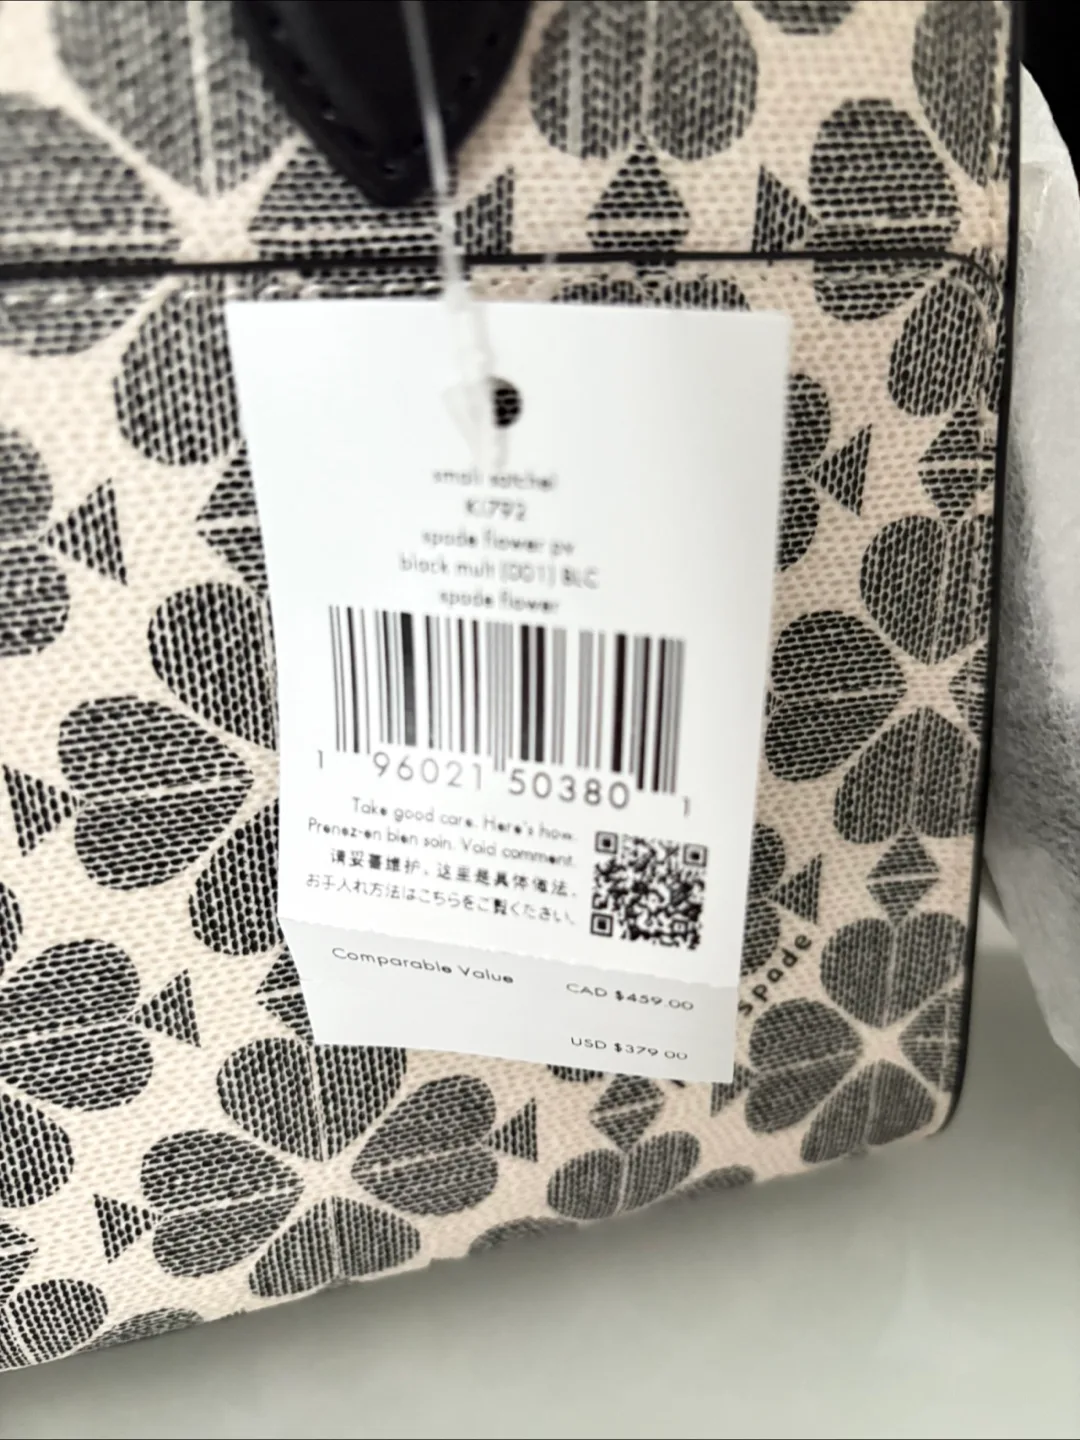 small satchel
Ki792
spade flower pv
black mult (001) BLC
spade flower
1 96021 50380 1
Take good care. Here's how.
Prenez-en bien soin. Voici comment.
请妥善维护。这里是具体做法。
お手入れ方法はこちらをご覧ください。
Comparable Value CAD $459.00
USD $379.00
spade